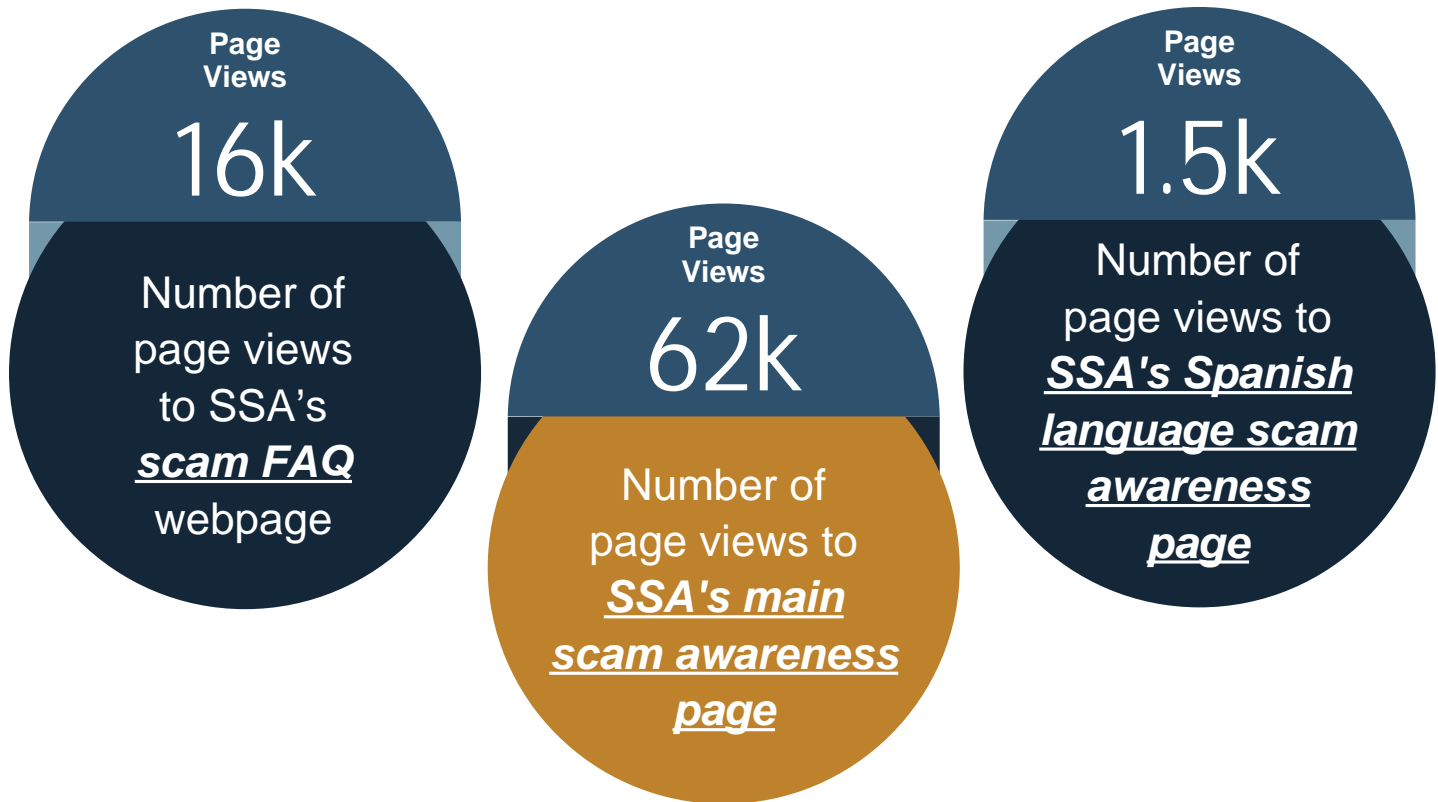 Page
Views
16k
Number of
page views
to SSA’s
scam FAQ
webpage
Page
Views
62k
Number of
page views to
SSA's main
scam awareness
page
Page
Views
1.5k
Number of
page views to
SSA's Spanish
language scam
awareness
page